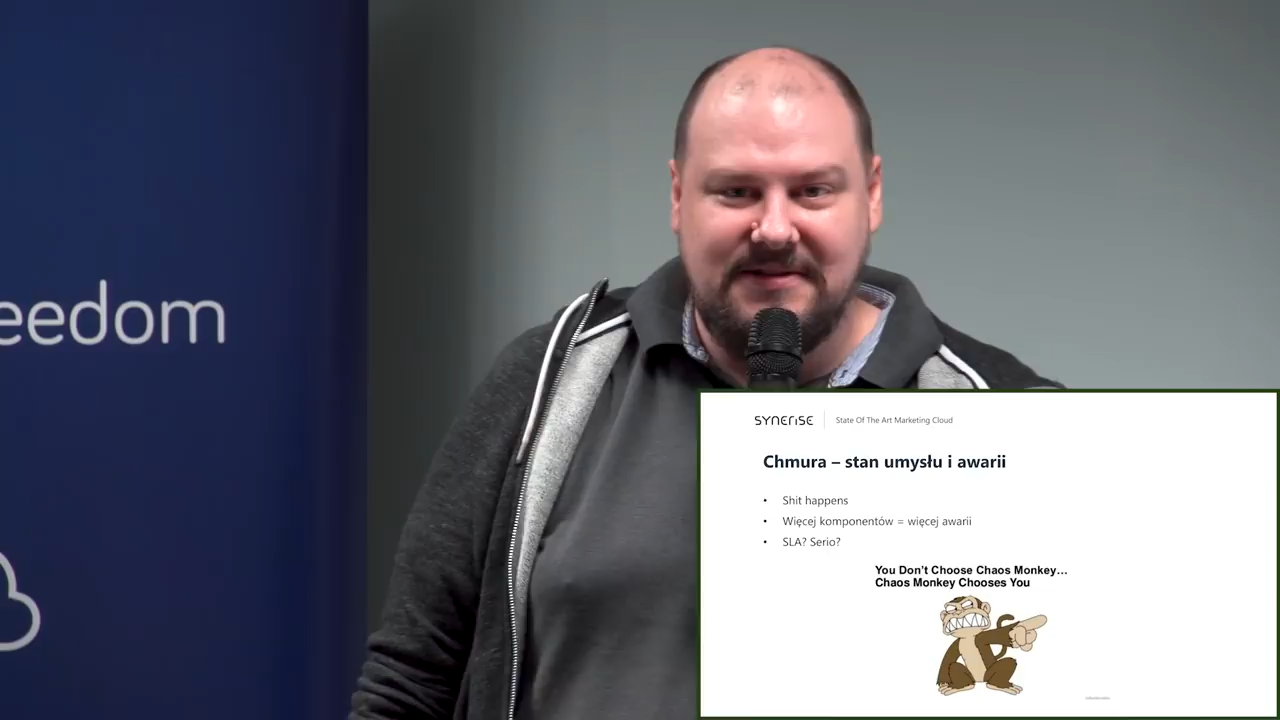 eedom
SYNERISE
State Of The Art Marketing Cloud
Chmura – stan umysłu i awarii
• Shit happens
• Więcej komponentów = więcej awarii
• SLA? Serio?
You Don't Choose Chaos Monkey...
Chaos Monkey Chooses You